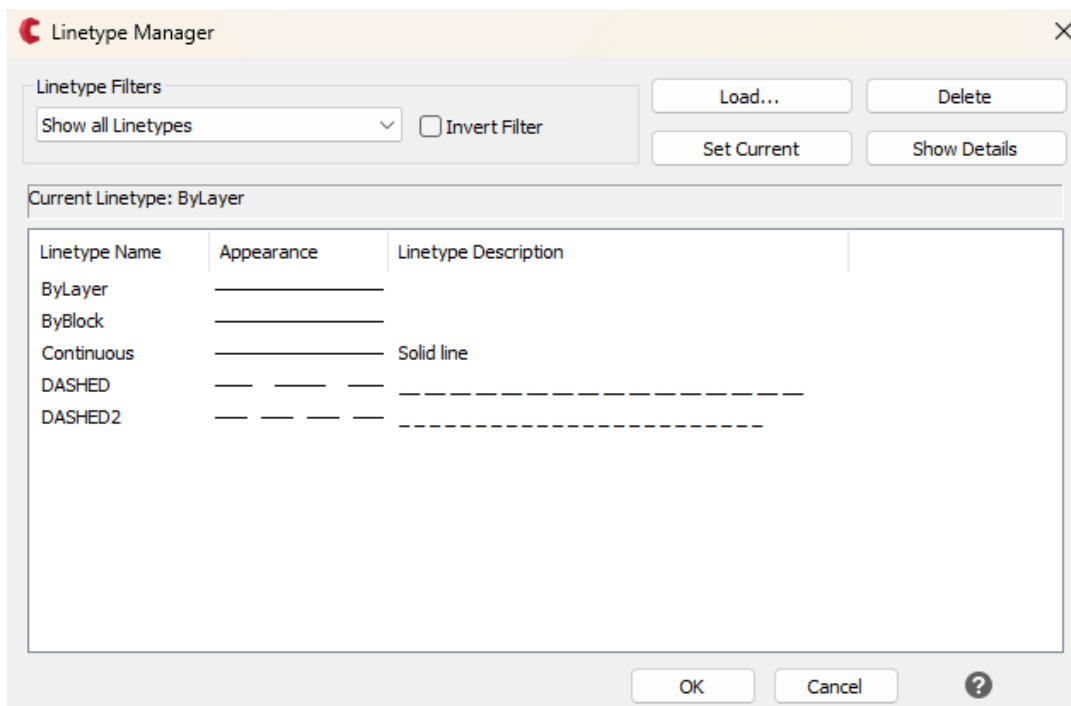 Linetype Manager
Linetype Filters
Show all Linetypes
Invert Filter
Load...
Delete
Set Current
Show Details
Current Linetype: ByLayer
Linetype Name Appearance Linetype Description
ByLayer
ByBlock
Continuous Solid line
DASHED __ __ __ __ __ __ __ __ __ __ __ __ __ __ __ __
DASHED2 _ _ _ _ _ _ _ _ _ _ _ _ _ _ _ _ _ _ _ _ _ _ _ _
OK
Cancel
?